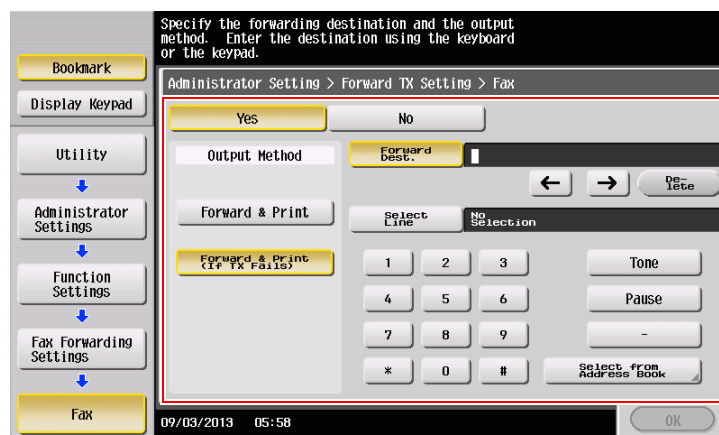 Specify the forwarding destination and the output
method.  Enter the destination using the keyboard
or the keypad.
Bookmark
Display Keypad
Utility
Administrator
Settings
Function
Settings
Fax Forwarding
Settings
Fax
Administrator Setting > Forward TX Setting > Fax
Yes
No
Output Method
Forward & Print
Forward & Print
(If TX Fails)
Forward
Dest.
← → De-
lete
Select
Line
No
Selection
1 2 3 Tone
4 5 6 Pause
7 8 9 -
* 0 # Select from
Address Book
09/03/2013 05:58
OK